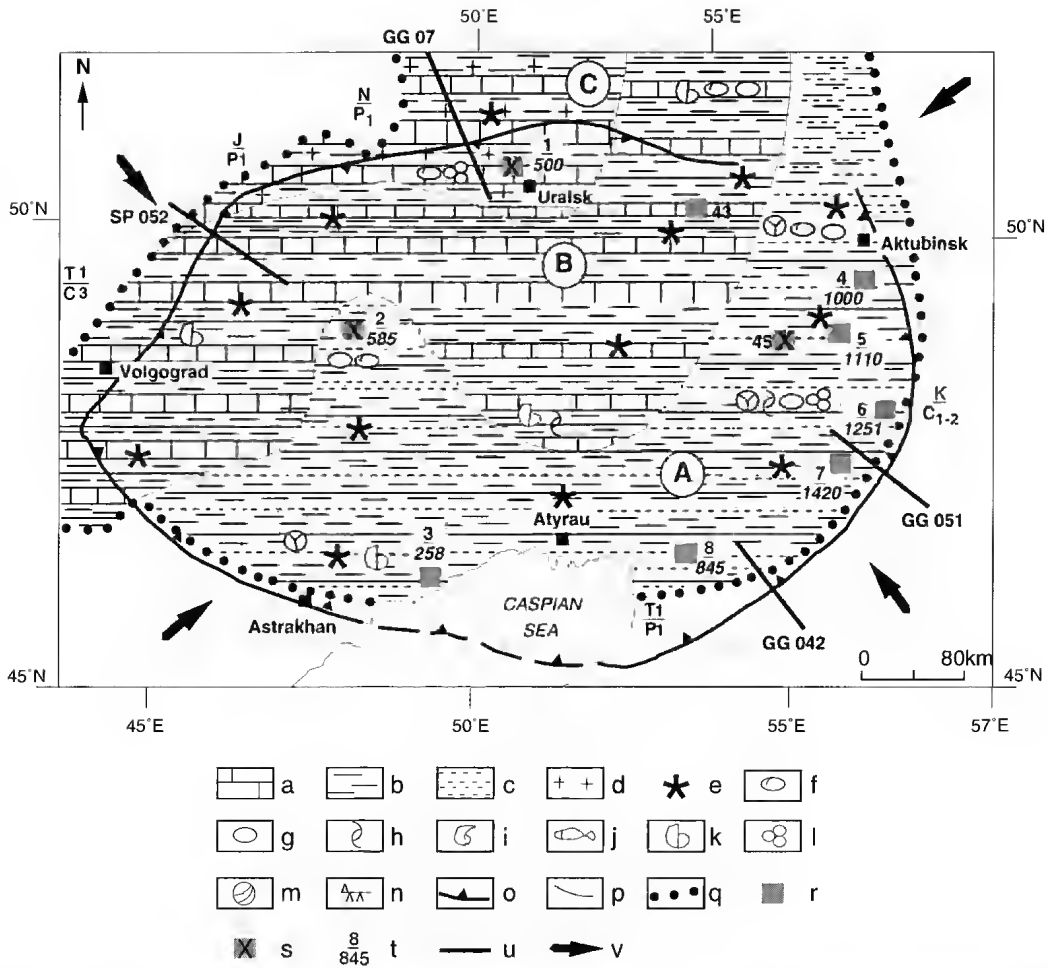 50°E
55°E
GG 07
N
C
N
P1
1
500
J
P1
Uralsk
43
50°N
SP 052
50°N
Aktubinsk
B
T1
C3
4
1000
2
585
45
5
1110
Volgograd
K
C1-2
6
1251
A
7
1420
Atyrau
GG 051
3
258
8
845
CASPIAN
SEA
T1
P1
Astrakhan
GG 042
0 80km
45°N
45°N
45°E
50°E
55°E
57°E
a b c d e f
g h i j k l
m n o p q r
X s 8 t u v
845